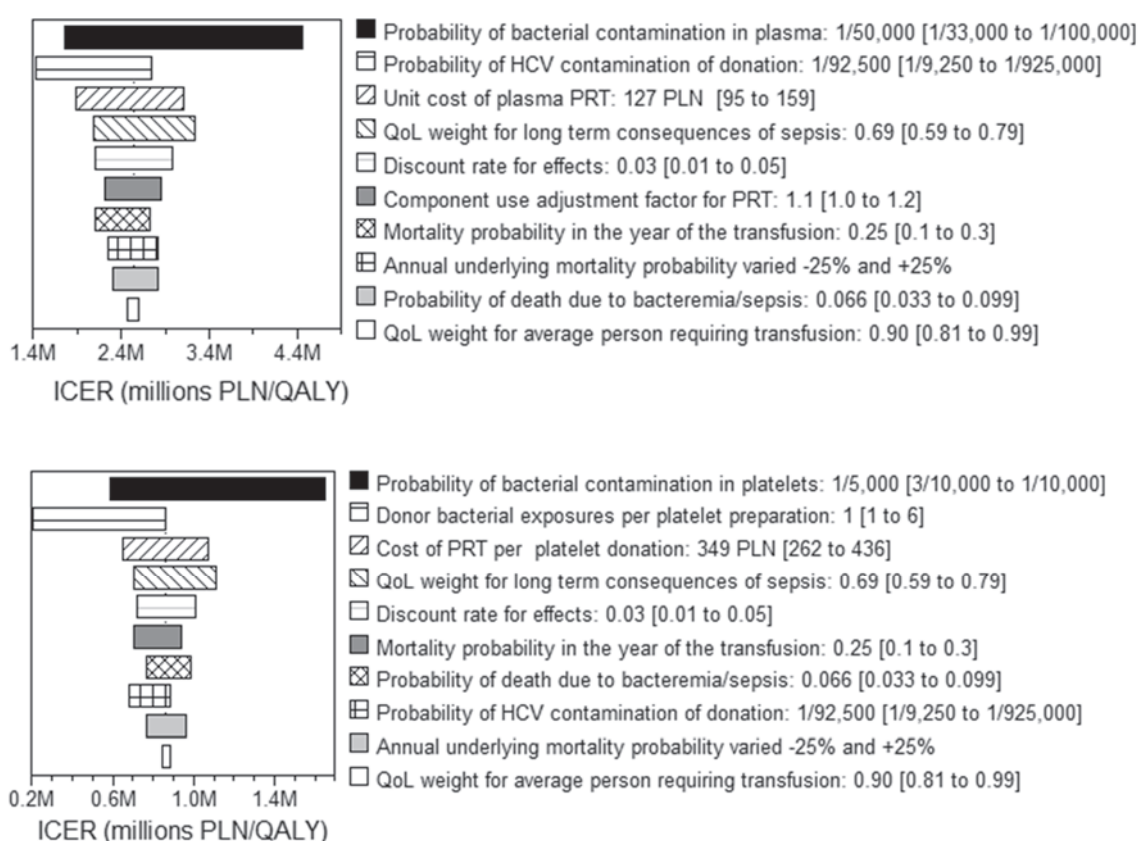 Probability of bacterial contamination in plasma: 1/50,000 [1/33,000 to 1/100,000]
Probability of HCV contamination of donation: 1/92,500 [1/9,250 to 1/925,000]
Unit cost of plasma PRT: 127 PLN [95 to 159]
QoL weight for long term consequences of sepsis: 0.69 [0.59 to 0.79]
Discount rate for effects: 0.03 [0.01 to 0.05]
Component use adjustment factor for PRT: 1.1 [1.0 to 1.2]
Mortality probability in the year of the transfusion: 0.25 [0.1 to 0.3]
Annual underlying mortality probability varied -25% and +25%
Probability of death due to bacteremia/sepsis: 0.066 [0.033 to 0.099]
QoL weight for average person requiring transfusion: 0.90 [0.81 to 0.99]
1.4M 2.4M 3.4M 4.4M
ICER (millions PLN/QALY)
Probability of bacterial contamination in platelets: 1/5,000 [3/10,000 to 1/10,000]
Donor bacterial exposures per platelet preparation: 1 [1 to 6]
Cost of PRT per platelet donation: 349 PLN [262 to 436]
QoL weight for long term consequences of sepsis: 0.69 [0.59 to 0.79]
Discount rate for effects: 0.03 [0.01 to 0.05]
Mortality probability in the year of the transfusion: 0.25 [0.1 to 0.3]
Probability of death due to bacteremia/sepsis: 0.066 [0.033 to 0.099]
Probability of HCV contamination of donation: 1/92,500 [1/9,250 to 1/925,000]
Annual underlying mortality probability varied -25% and +25%
QoL weight for average person requiring transfusion: 0.90 [0.81 to 0.99]
0.2M 0.6M 1.0M 1.4M
ICER (millions PLN/QALY)